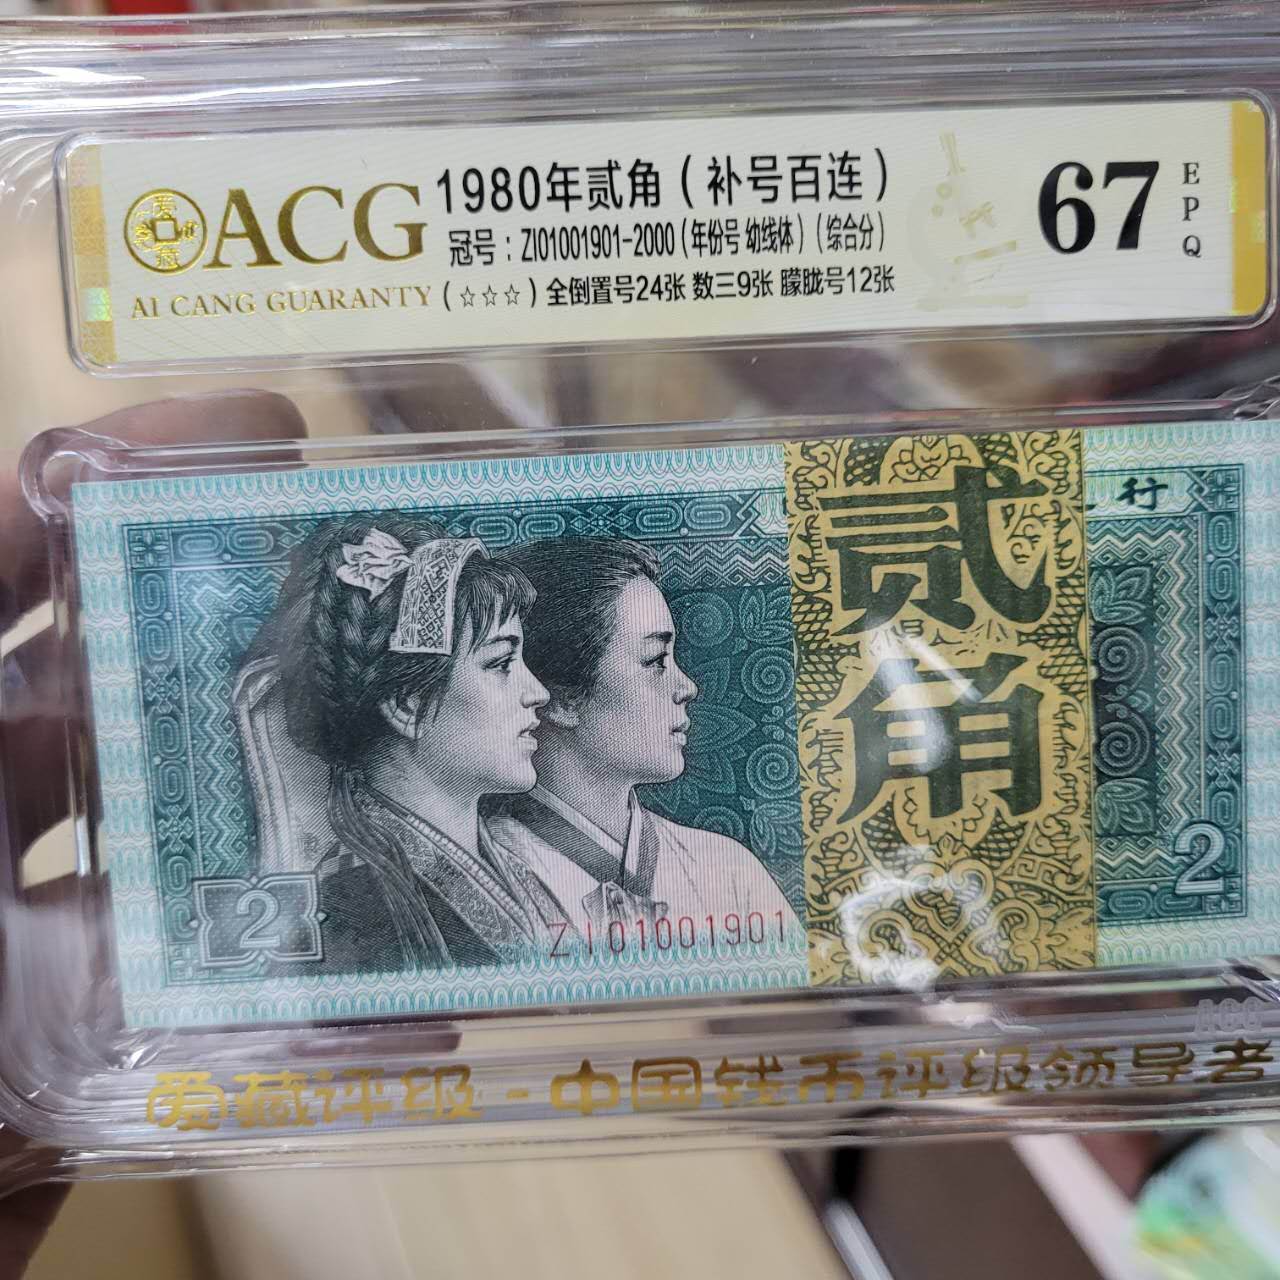 ACG
AI CANG GUARANTY
1980年贰角（补号百连）
冠号：ZI01001901-2000(年份号 幼线体)(综合分)
(☆☆☆)全倒置号24张 数三9张 朦胧号12张
67
EPQ
行
贰角
2
2
ZI01001901
ACG
爱藏评级-中国钱币评级领导者